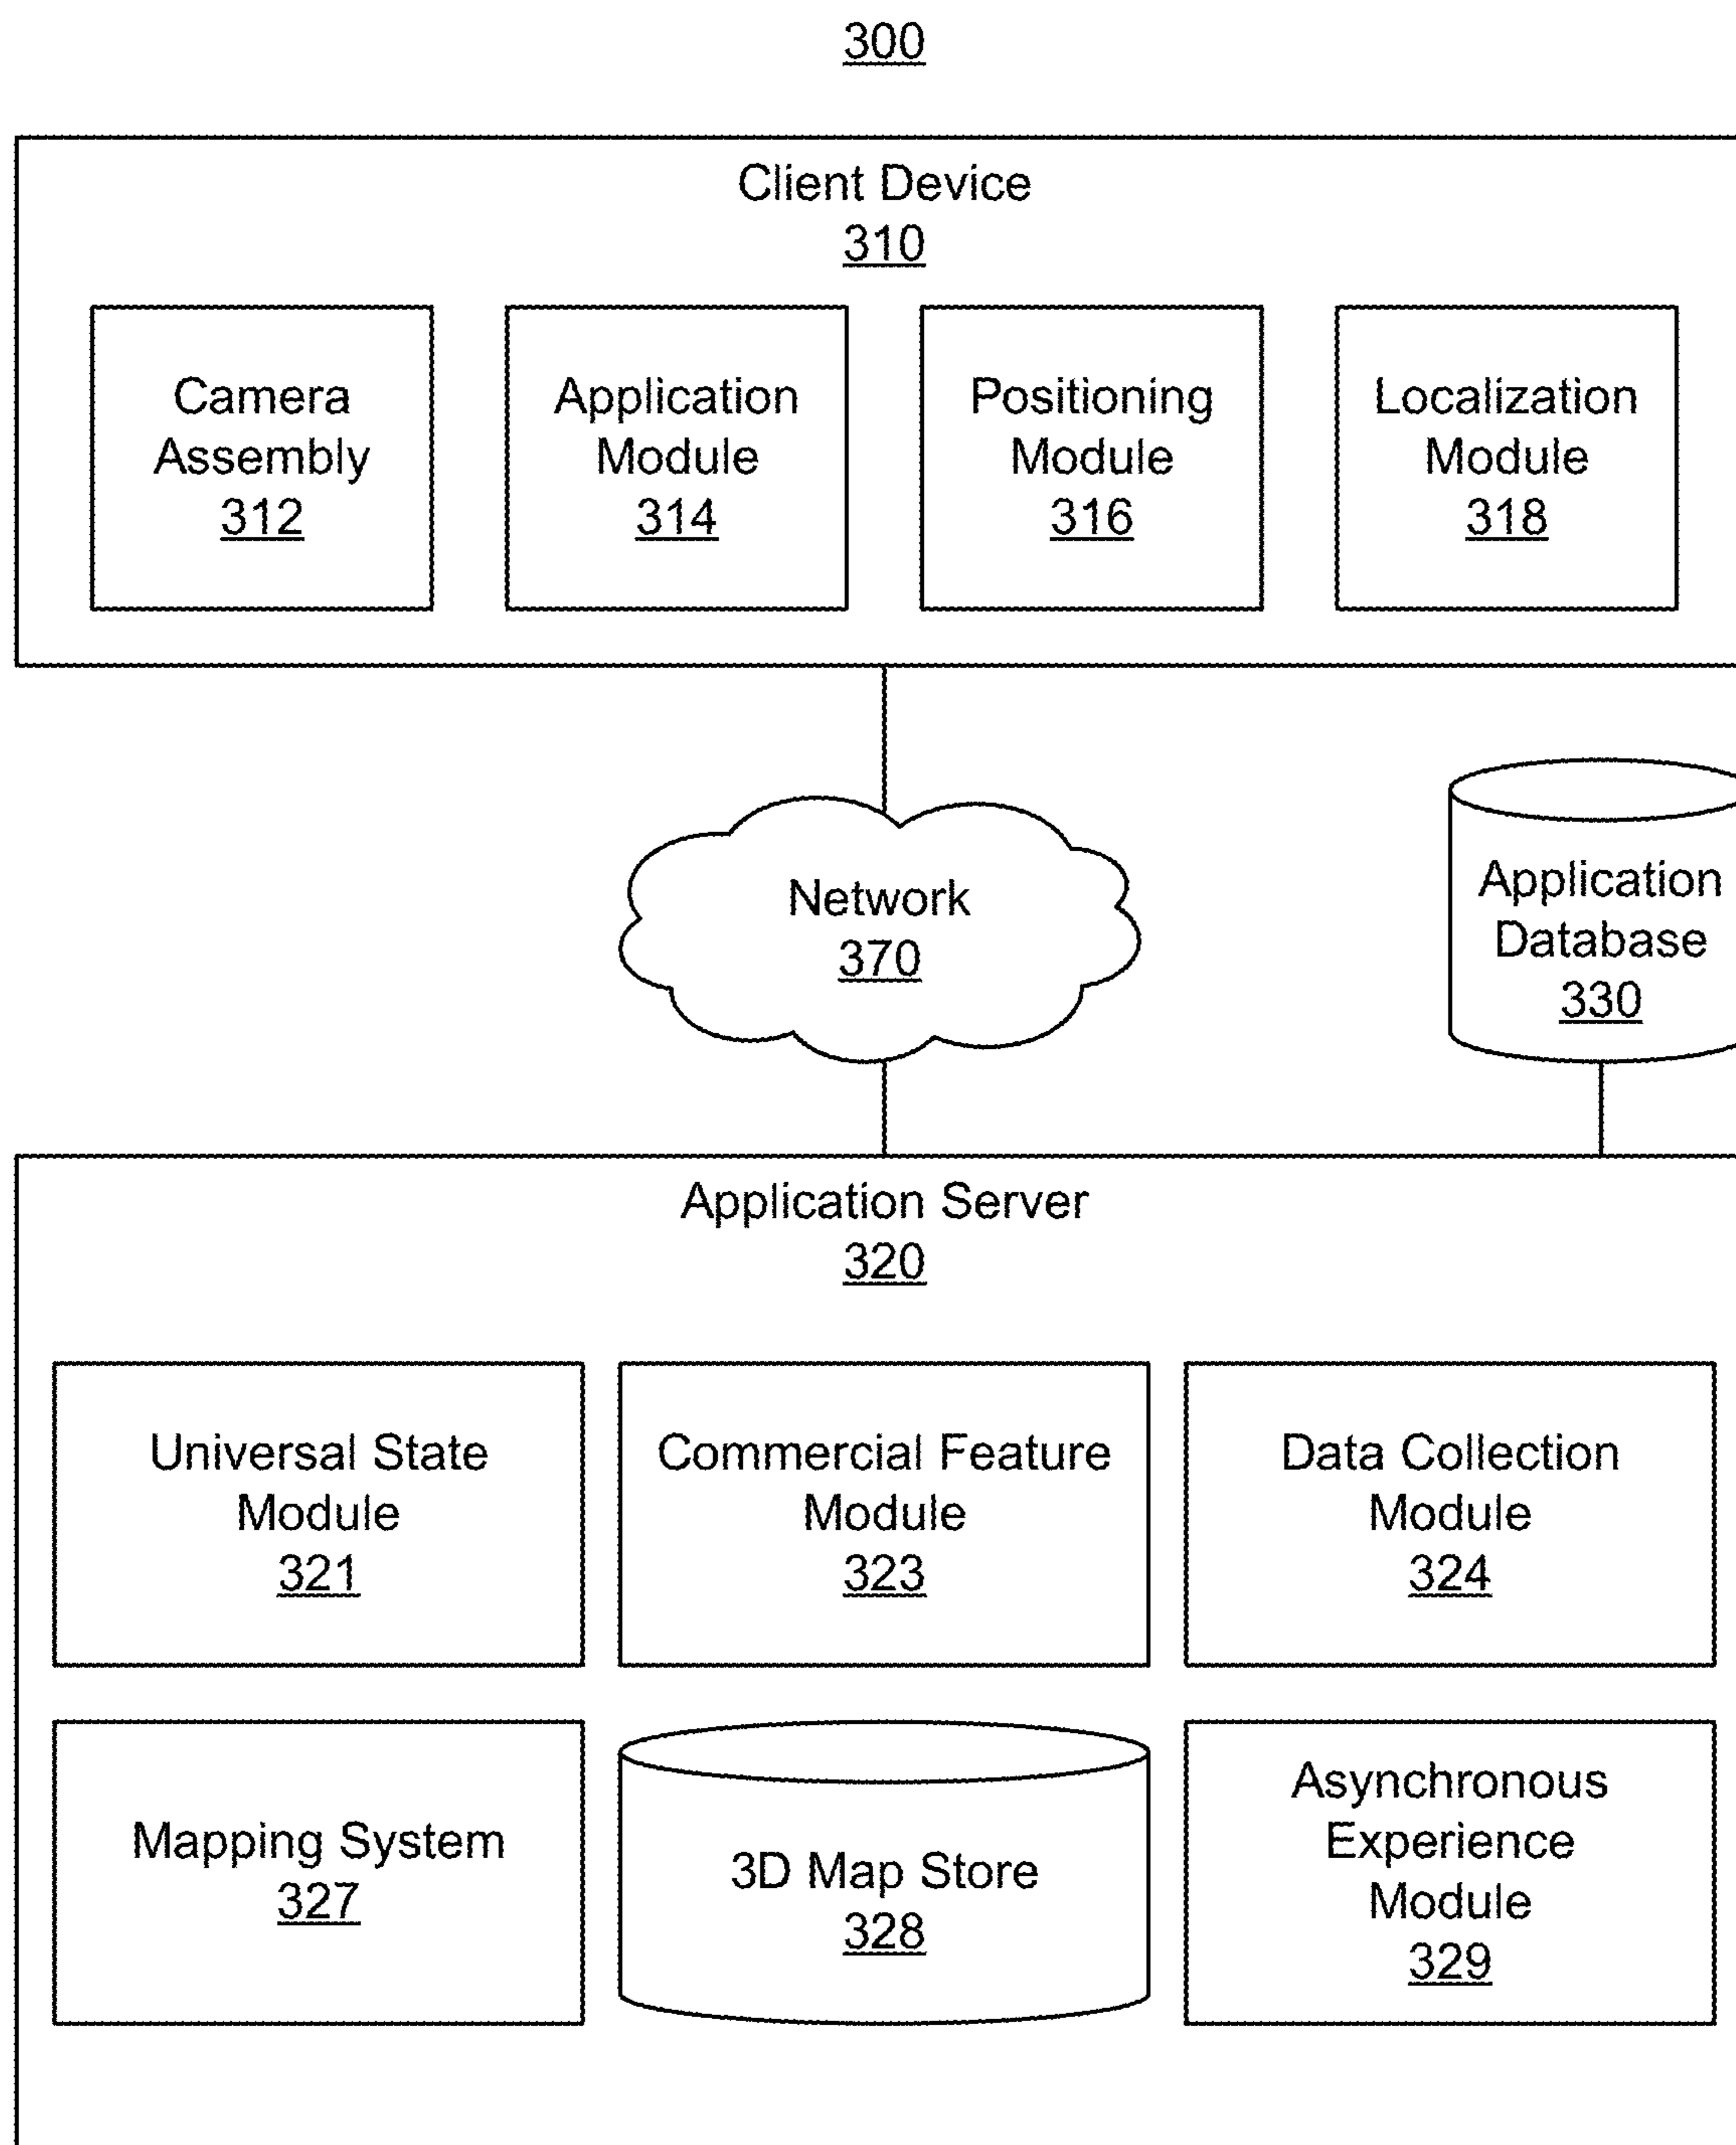 300
Client Device
310
Camera
Assembly
312
Application
Module
314
Positioning
Module
316
Localization
Module
318
Network
370
Application
Database
330
Application Server
320
Universal State
Module
321
Commercial Feature
Module
323
Data Collection
Module
324
Mapping System
327
3D Map Store
328
Asynchronous
Experience
Module
329